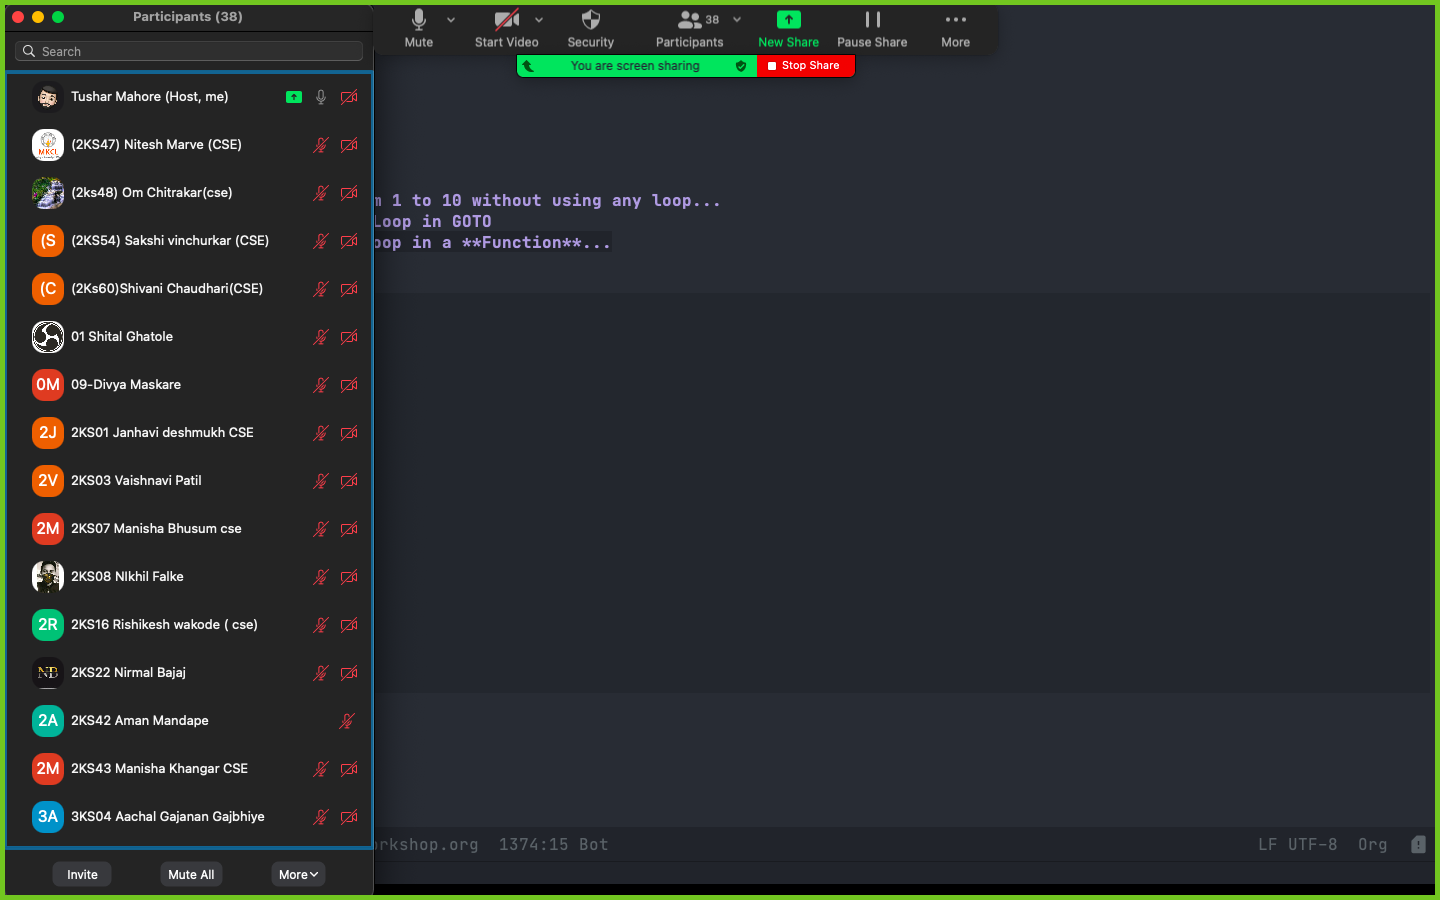 Participants (38)
Search
Tushar Mahore (Host, me)
MKCL
(2KS47) Nitesh Marve (CSE)
(2ks48) Om Chitrakar(cse)
(S
(2KS54) Sakshi vinchurkar (CSE)
(C
(2Ks60)Shivani Chaudhari(CSE)
01 Shital Ghatole
0M
09-Divya Maskare
2J
2KS01 Janhavi deshmukh CSE
2V
2KS03 Vaishnavi Patil
2M
2KS07 Manisha Bhusum cse
2KS08 NIkhil Falke
2R
2KS16 Rishikesh wakode ( cse)
NB
2KS22 Nirmal Bajaj
2A
2KS42 Aman Mandape
2M
2KS43 Manisha Khangar CSE
3A
3KS04 Aachal Gajanan Gajbhiye
Invite
Mute All
More
Mute
Start Video
Security
38
Participants
New Share
Pause Share
More
You are screen sharing
Stop Share
m 1 to 10 without using any loop...
Loop in GOTO
oop in a **Function**...
orkshop.org 1374:15 Bot
LF UTF-8 Org